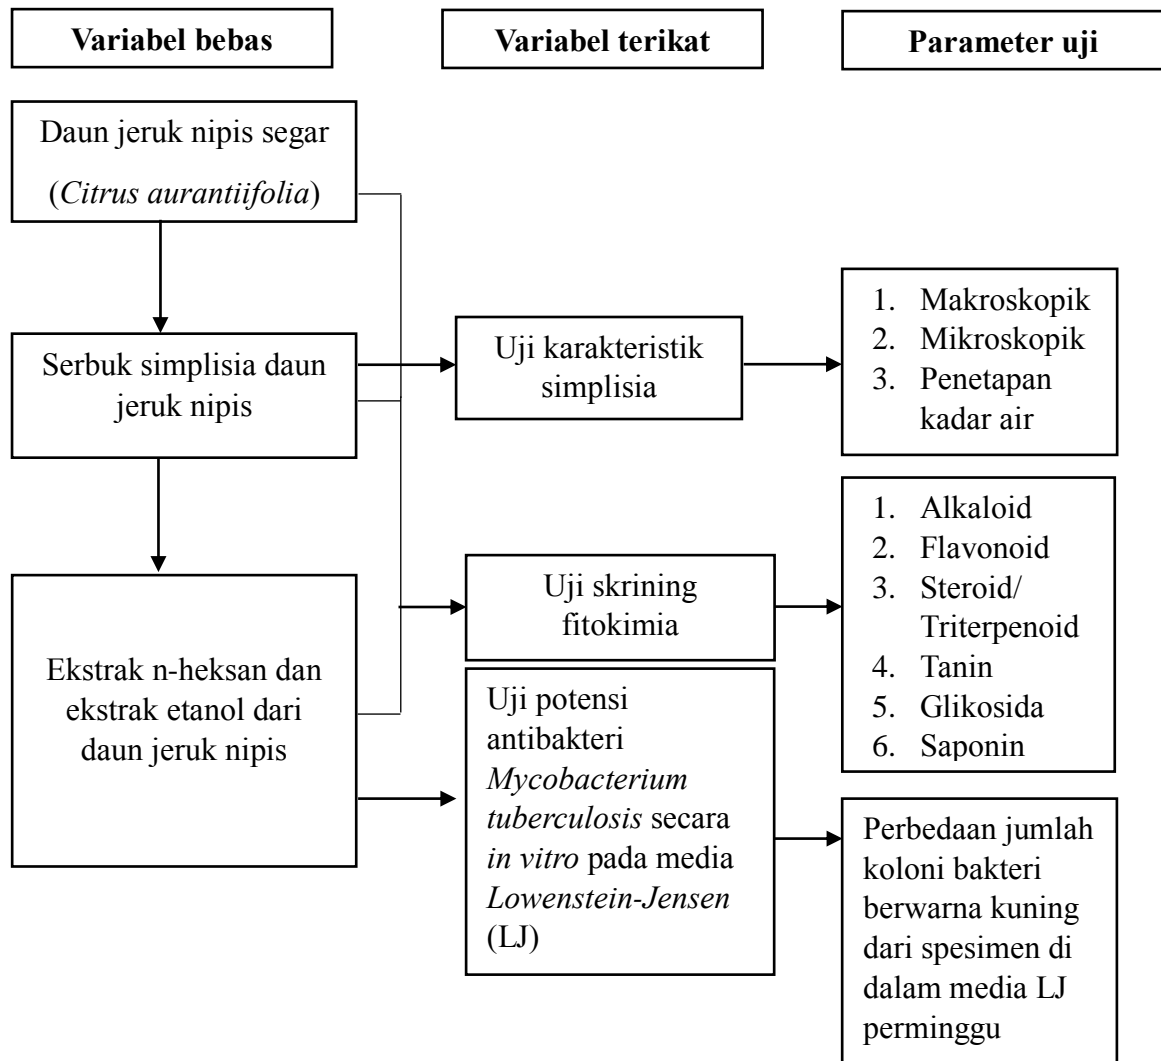 Variabel bebas
Variabel terikat
Parameter uji
Daun jeruk nipis segar
(Citrus aurantiifolia)
Serbuk simplisia daun
jeruk nipis
Uji karakteristik
simplisia
1. Makroskopik
2. Mikroskopik
3. Penetapan
kadar air
Ekstrak n-heksan dan
ekstrak etanol dari
daun jeruk nipis
Uji skrining
fitokimia
1. Alkaloid
2. Flavonoid
3. Steroid/
Triterpenoid
4. Tanin
5. Glikosida
6. Saponin
Uji potensi
antibakteri
Mycobacterium
tuberculosis secara
in vitro pada media
Lowenstein-Jensen
(LJ)
Perbedaan jumlah
koloni bakteri
berwarna kuning
dari spesimen di
dalam media LJ
perminggu